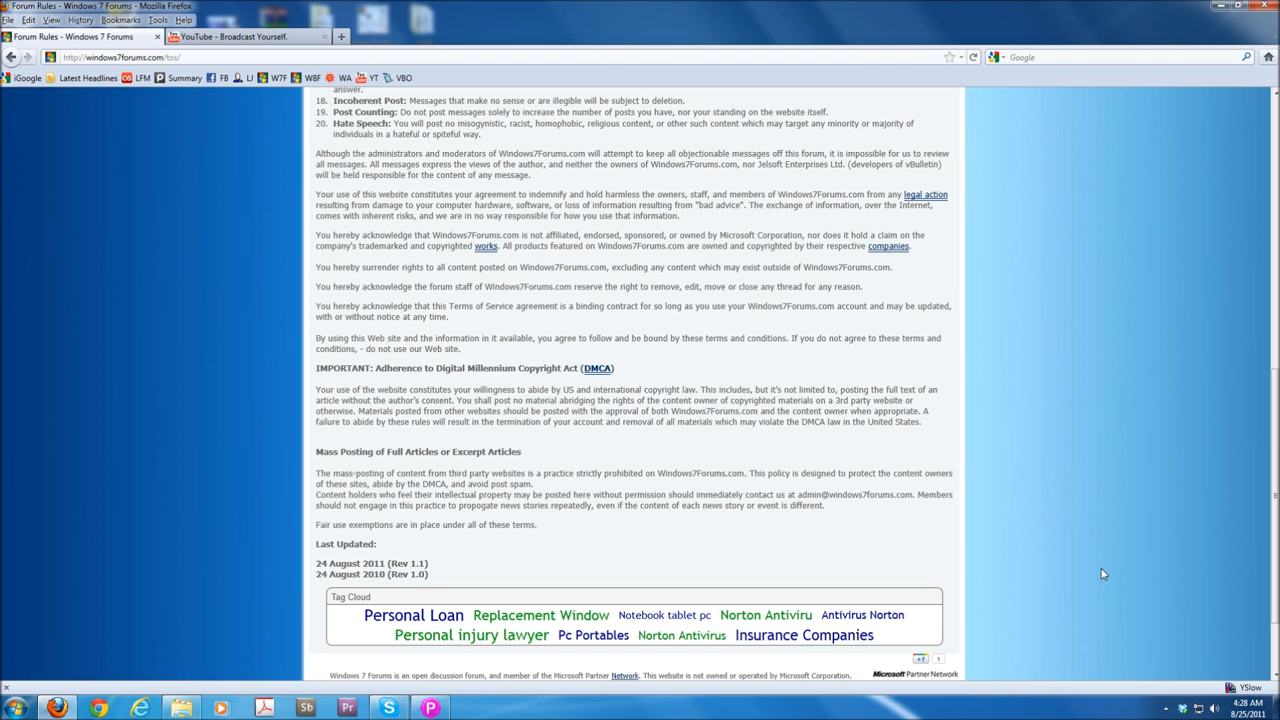 Forum Rules - Windows 7 Forums - Mozilla Firefox
File Edit View History Bookmarks Tools Help
Forum Rules - Windows 7 Forums × YouTube - Broadcast Yourself. × +
http://windows7forums.com/tos/ Google
iGoogle Latest Headlines LFM Summary FB LJ W7F W8F WA YT VBO
answer.
18. Incoherent Post: Messages that make no sense or are illegible will be subject to deletion.
19. Post Counting: Do not post messages solely to increase the number of posts you have, nor your standing on the website itself.
20. Hate Speech: You will post no misogynistic, racist, homophobic, religious content, or other such content which may target any minority or majority of
individuals in a hateful or spiteful way.
Although the administrators and moderators of Windows7Forums.com will attempt to keep all objectionable messages off this forum, it is impossible for us to review
all messages. All messages express the views of the author, and neither the owners of Windows7Forums.com, nor Jelsoft Enterprises Ltd. (developers of vBulletin)
will be held responsible for the content of any message.
Your use of this website constitutes your agreement to indemnify and hold harmless the owners, staff, and members of Windows7Forums.com from any legal action
resulting from damage to your computer hardware, software, or loss of information resulting from "bad advice". The exchange of information, over the Internet,
comes with inherent risks, and we are in no way responsible for how you use that information.
You hereby acknowledge that Windows7Forums.com is not affiliated, endorsed, sponsored, or owned by Microsoft Corporation, nor does it hold a claim on the
company's trademarked and copyrighted works. All products featured on Windows7Forums.com are owned and copyrighted by their respective companies.
You hereby surrender rights to all content posted on Windows7Forums.com, excluding any content which may exist outside of Windows7Forums.com.
You hereby acknowledge the forum staff of Windows7Forums.com reserve the right to remove, edit, move or close any thread for any reason.
You hereby acknowledge that this Terms of Service agreement is a binding contract for so long as you use your Windows7Forums.com account and may be updated,
with or without notice at any time.
By using this Web site and the information in it available, you agree to follow and be bound by these terms and conditions. If you do not agree to these terms and
conditions, - do not use our Web site.
IMPORTANT: Adherence to Digital Millennium Copyright Act (DMCA)
Your use of the website constitutes your willingness to abide by US and international copyright law. This includes, but it's not limited to, posting the full text of an
article without the author's consent. You shall post no material abridging the rights of the content owner of copyrighted materials on a 3rd party website or
otherwise. Materials posted from other websites should be posted with the approval of both Windows7Forums.com and the content owner when appropriate. A
failure to abide by these rules will result in the termination of your account and removal of all materials which may violate the DMCA law in the United States.
Mass Posting of Full Articles or Excerpt Articles
The mass-posting of content from third party websites is a practice strictly prohibited on Windows7Forums.com. This policy is designed to protect the content owners
of these sites, abide by the DMCA, and avoid post spam.
Content holders who feel their intellectual property may be posted here without permission should immediately contact us at admin@windows7forums.com. Members
should not engage in this practice to propogate news stories repeatedly, even if the content of each news story or event is different.
Fair use exemptions are in place under all of these terms.
Last Updated:
24 August 2011 (Rev 1.1)
24 August 2010 (Rev 1.0)
Tag Cloud
Personal Loan Replacement Window Notebook tablet pc Norton Antiviru Antivirus Norton
Personal injury lawyer Pc Portables Norton Antivirus Insurance Companies
+1 1
Windows 7 Forums is an open discussion forum, and member of the Microsoft Partner Network. This website is not owned or operated by Microsoft Corporation. Microsoft Partner Network
× YSlow
Sb Pr S P
4:28 AM
8/25/2011